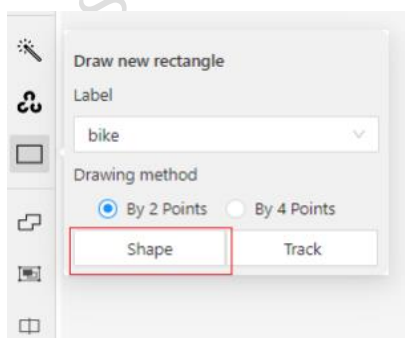 Draw new rectangle
Label
bike
Drawing method
By 2 Points By 4 Points
Shape Track